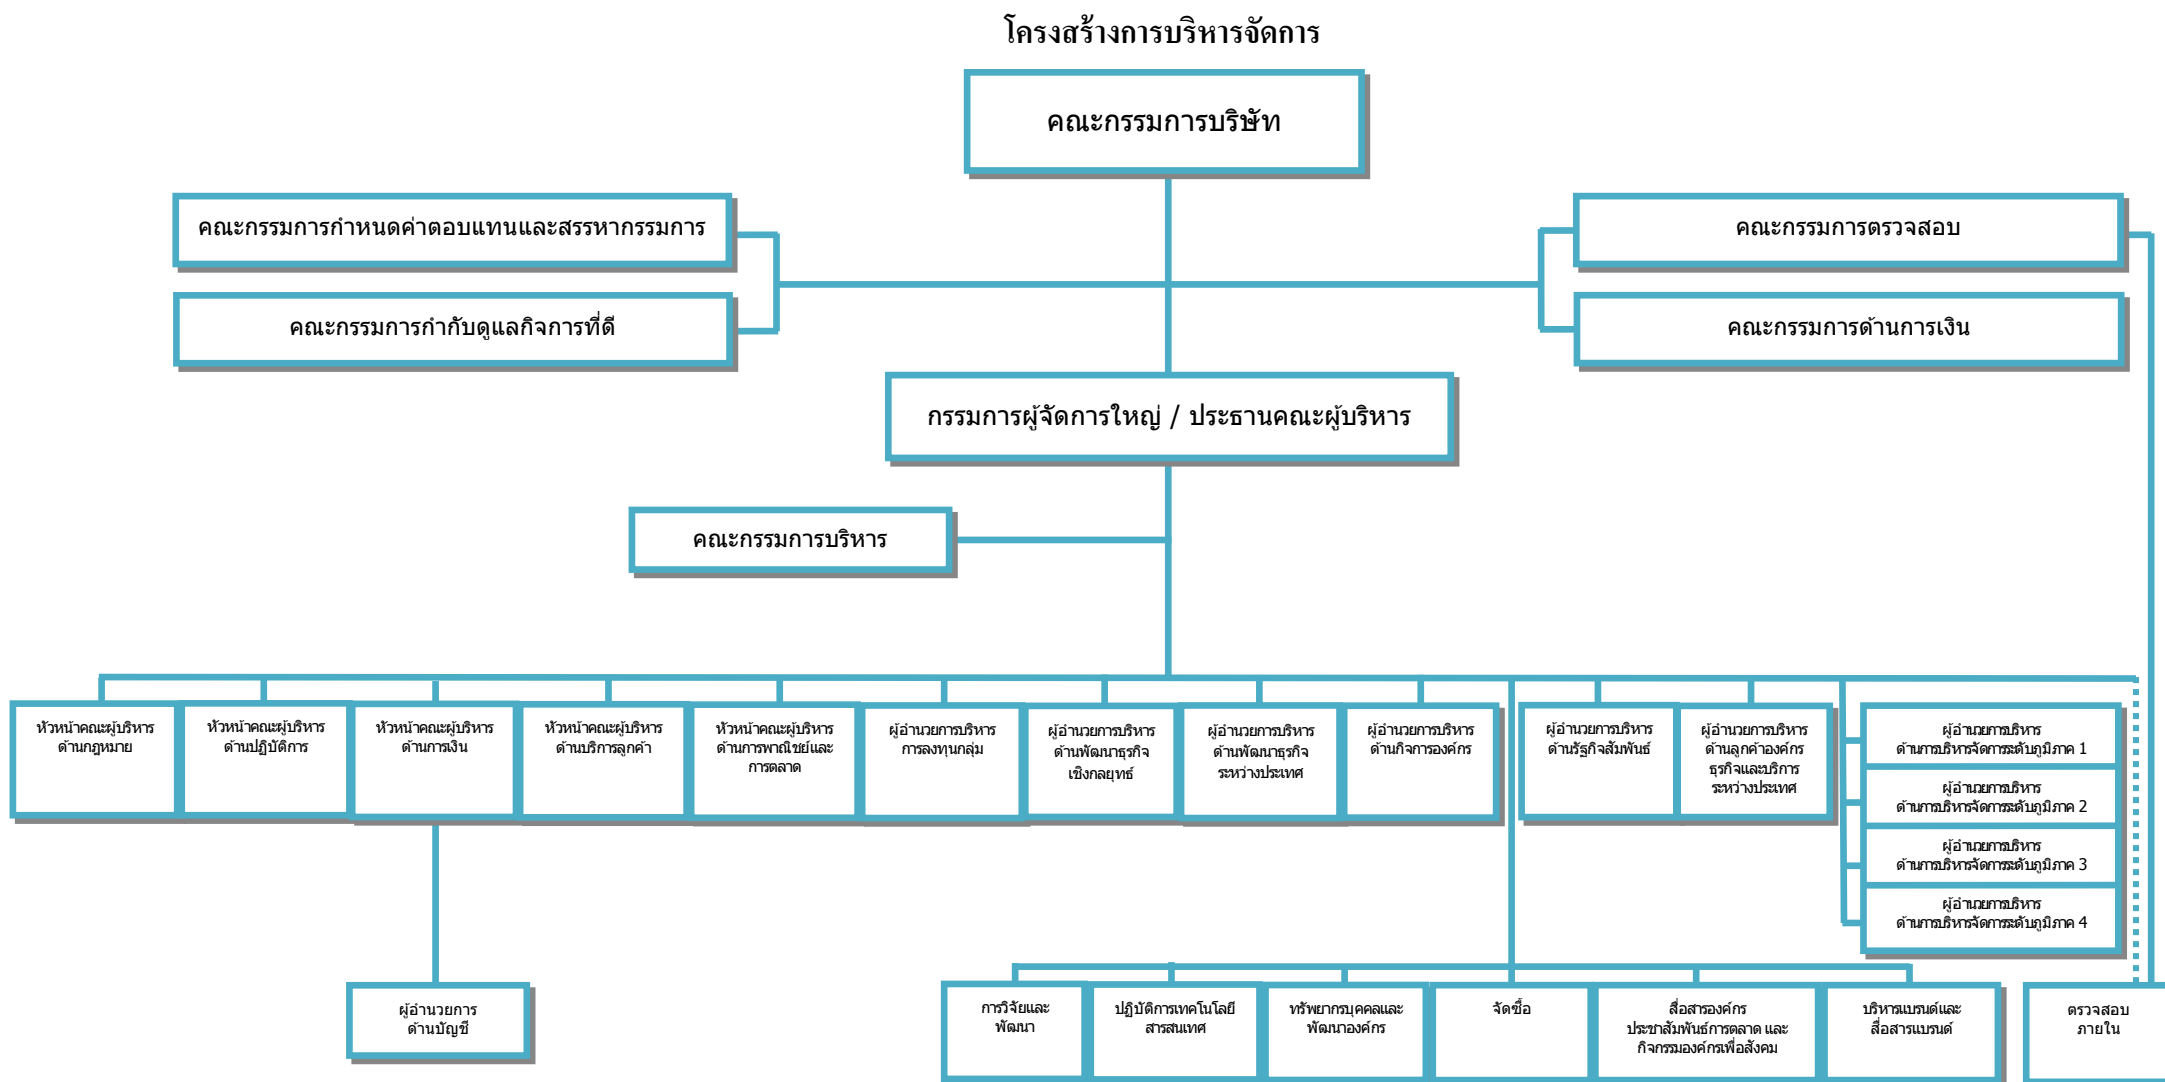 โครงสร้างการบริหารจัดการ
คณะกรรมการบริษัท
คณะกรรมการกำหนดค่าตอบแทนและสรรหากรรมการ
คณะกรรมการตรวจสอบ
คณะกรรมการกำกับดูแลกิจการที่ดี
คณะกรรมการด้านการเงิน
กรรมการผู้จัดการใหญ่ / ประธานคณะผู้บริหาร
คณะกรรมการบริหาร
หัวหน้าคณะผู้บริหาร
ด้านกฎหมาย
หัวหน้าคณะผู้บริหาร
ด้านปฏิบัติการ
หัวหน้าคณะผู้บริหาร
ด้านการเงิน
หัวหน้าคณะผู้บริหาร
ด้านบริการลูกค้า
หัวหน้าคณะผู้บริหาร
ด้านการพาณิชย์และ
การตลาด
ผู้อำนวยการบริหาร
การลงทุนกลุ่ม
ผู้อำนวยการบริหาร
ด้านพัฒนาธุรกิจ
เชิงกลยุทธ์
ผู้อำนวยการบริหาร
ด้านพัฒนาธุรกิจ
ระหว่างประเทศ
ผู้อำนวยการบริหาร
ด้านกิจการองค์กร
ผู้อำนวยการบริหาร
ด้านรัฐกิจสัมพันธ์
ผู้อำนวยการบริหาร
ด้านลูกค้าองค์กร
ธุรกิจและบริการ
ระหว่างประเทศ
ผู้อำนวยการบริหาร
ด้านการบริหารจัดการระดับภูมิภาค 1
ผู้อำนวยการบริหาร
ด้านการบริหารจัดการระดับภูมิภาค 2
ผู้อำนวยการบริหาร
ด้านการบริหารจัดการระดับภูมิภาค 3
ผู้อำนวยการบริหาร
ด้านการบริหารจัดการระดับภูมิภาค 4
ผู้อำนวยการ
ด้านบัญชี
การวิจัยและ
พัฒนา
ปฏิบัติการเทคโนโลยี
สารสนเทศ
ทรัพยากรบุคคลและ
พัฒนาองค์กร
จัดซื้อ
สื่อสารองค์กร
ประชาสัมพันธ์การตลาด และ
กิจกรรมองค์กรเพื่อสังคม
บริหารแบรนด์และ
สื่อสารแบรนด์
ตรวจสอบ
ภายใน